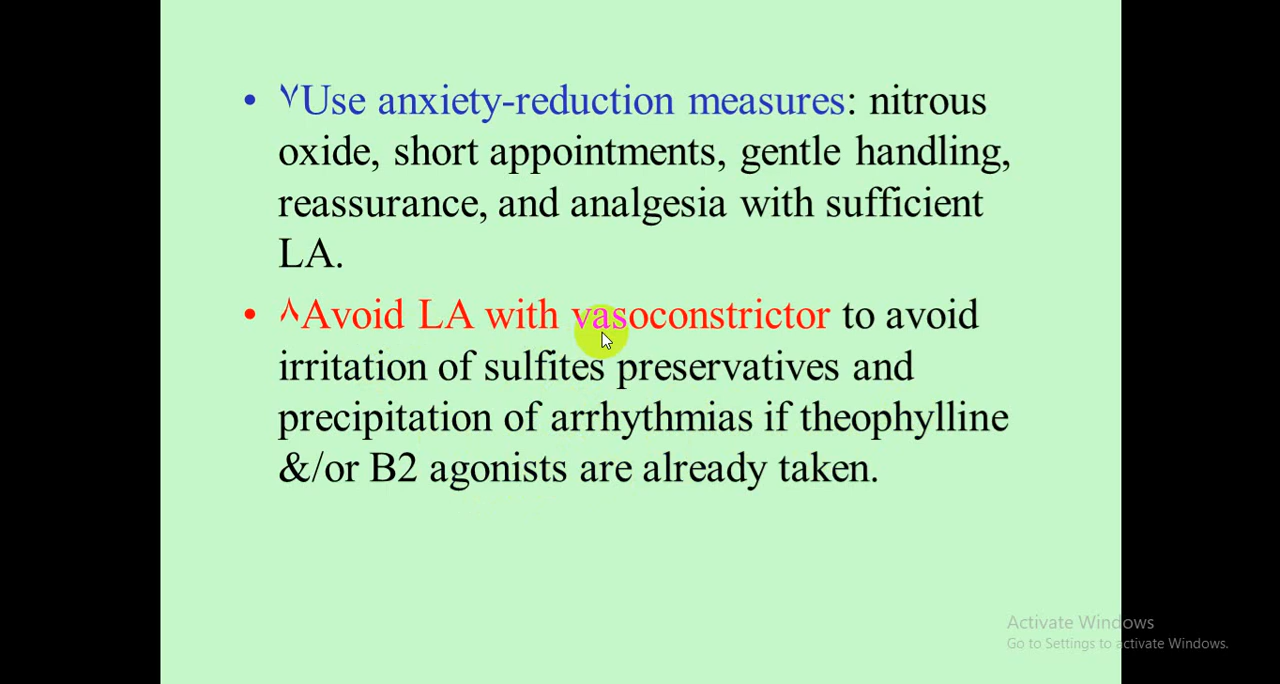 • ٧Use anxiety-reduction measures: nitrous
oxide, short appointments, gentle handling,
reassurance, and analgesia with sufficient
LA.
• ٨Avoid LA with vasoconstrictor to avoid
irritation of sulfites preservatives and
precipitation of arrhythmias if theophylline
&/or B2 agonists are already taken.
Activate Windows
Go to Settings to activate Windows.